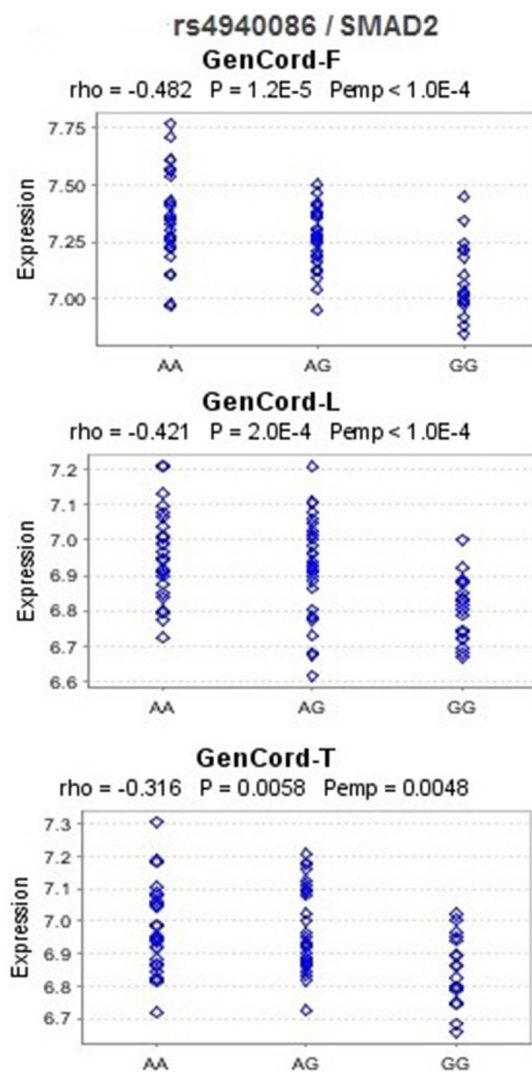 rs4940086 / SMAD2
GenCord-F
rho = -0.482 P = 1.2E-5 Pemp < 1.0E-4
7.75
7.50
7.25
7.00
Expression
AA AG GG
GenCord-L
rho = -0.421 P = 2.0E-4 Pemp < 1.0E-4
7.2
7.1
7.0
6.9
6.8
6.7
6.6
Expression
AA AG GG
GenCord-T
rho = -0.316 P = 0.0058 Pemp = 0.0048
7.3
7.2
7.1
7.0
6.9
6.8
6.7
Expression
AA AG GG